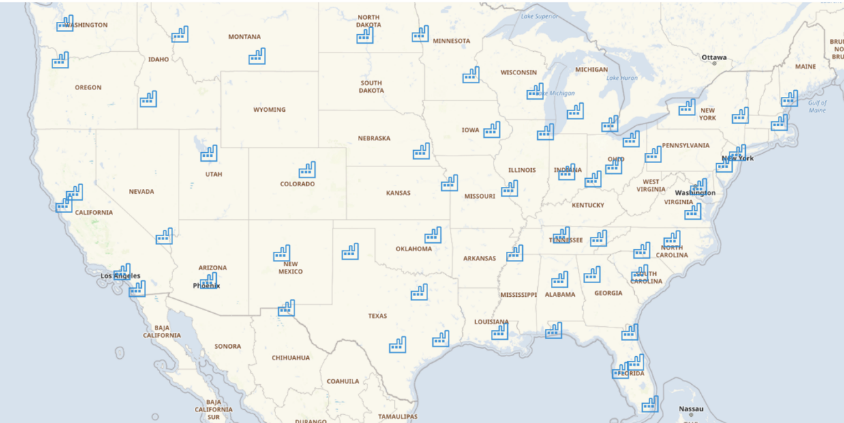 Lake Superior
WASHINGTON
NORTH
DAKOTA
MONTANA
MINNESOTA
Ottawa
IDAHO
WISCONSIN
MICHIGAN
Lake Huron
MAINE
OREGON
SOUTH
DAKOTA
Lake Michigan
Gulf of
Maine
WYOMING
NEW
YORK
IOWA
NEBRASKA
PENNSYLVANIA
New York
OHIO
UTAH
COLORADO
ILLINOIS
INDIANA
NEVADA
KANSAS
MISSOURI
WEST
VIRGINIA
Washington
VIRGINIA
KENTUCKY
CALIFORNIA
TENNESSEE
OKLAHOMA
NORTH
CAROLINA
ARKANSAS
Los Angeles
ARIZONA
NEW
MEXICO
Phoenix
SOUTH
CAROLINA
MISSISSIPPI
ALABAMA
GEORGIA
TEXAS
LOUISIANA
BAJA
CALIFORNIA
SONORA
CHIHUAHUA
FLORIDA
COAHUILA
BAJA
CALIFORNIA
SUR
Nassau
TAMAULIPAS
DURANGO